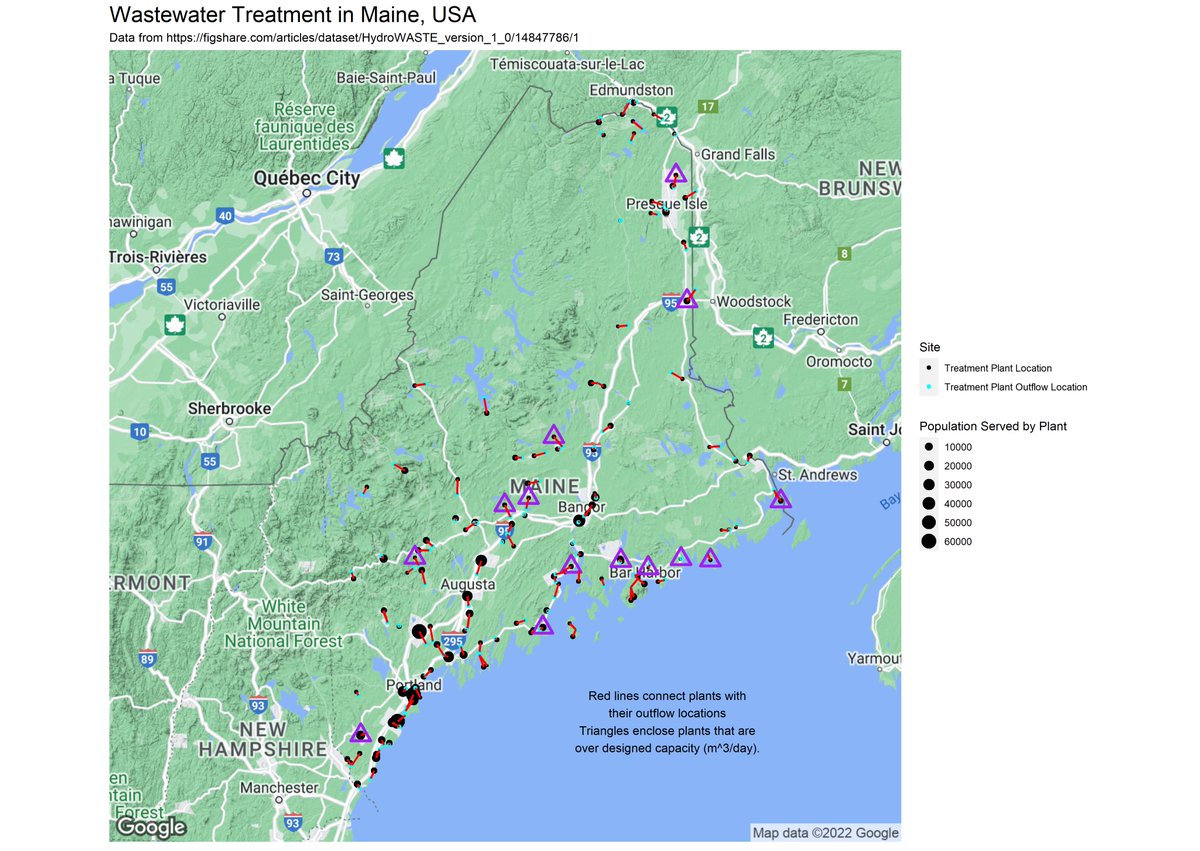 Wastewater Treatment in Maine, USA
Data from https://figshare.com/articles/dataset/HydroWASTE_version_1_0/14847786/1
Témiscouata-sur-le-Lac
a Tuque
Baie-Saint-Paul
Edmundston
17
Réserve
faunique des
Laurentides
2
Grand Falls
Québec City
NEW
BRUNSW
Presque Isle
40
nawinigan
2
73
8
Trois-Rivières
55
Saint-Georges
Victoriaville
95
Woodstock
Fredericton
2
Oromocto
Site
Treatment Plant Location
7
Treatment Plant Outflow Location
Sherbrooke
Population Served by Plant
10
Saint Jo
10000
95
55
20000
St. Andrews
30000
MAINE
Bay
40000
Bangor
50000
95
91
60000
Bar Harbor
ERMONT
Augusta
White
Mountain
National Forest
295
89
Yarmout
Portland
93
Red lines connect plants with
their outflow locations
Triangles enclose plants that are
over designed capacity (m^3/day).
NEW
HAMPSHIRE
en
ntain
Forest
Manchester
93
Google
Map data ©2022 Google